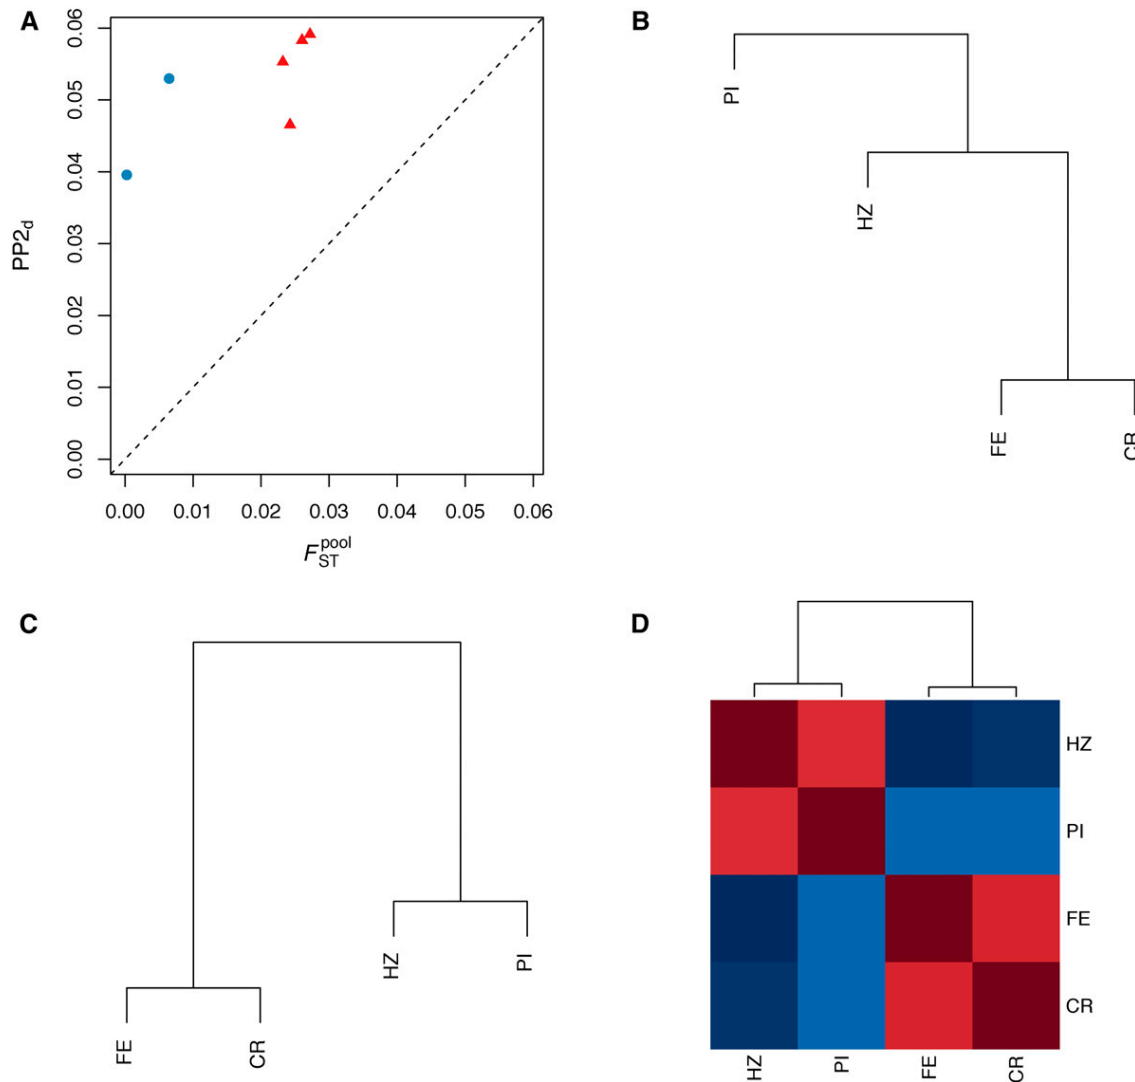 A
PP2d
0.00
0.01
0.02
0.03
0.04
0.05
0.06
0.00 0.01 0.02 0.03 0.04 0.05 0.06
F_ST^pool
B
PI
HZ
FE
CR
C
FE
CR
HZ
PI
D
HZ
PI
FE
CR
HZ PI FE CR